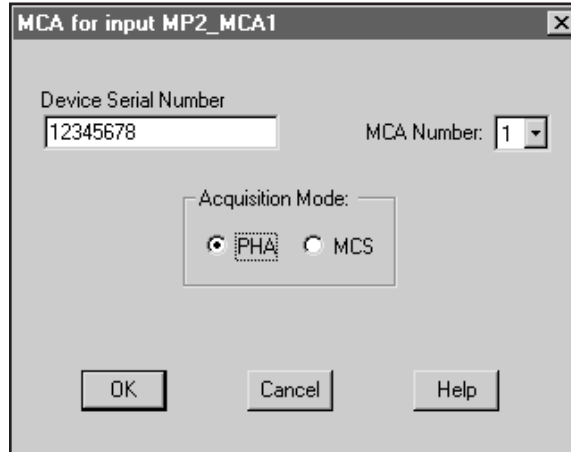 MCA for input MP2_MCA1
Device Serial Number
12345678
MCA Number: 1
Acquisition Mode:
PHA MCS
OK Cancel Help